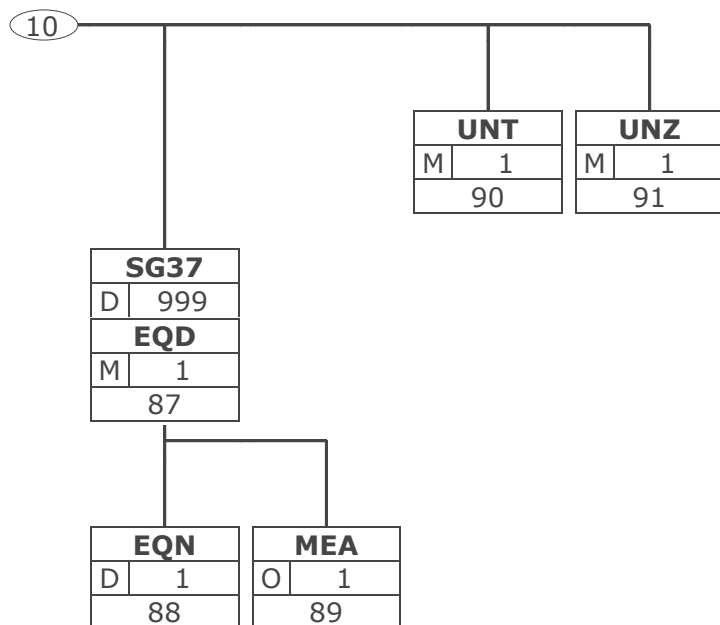 10
UNT
M 1
90
UNZ
M 1
91
SG37
D 999
EQD
M 1
87
EQN
D 1
88
MEA
O 1
89